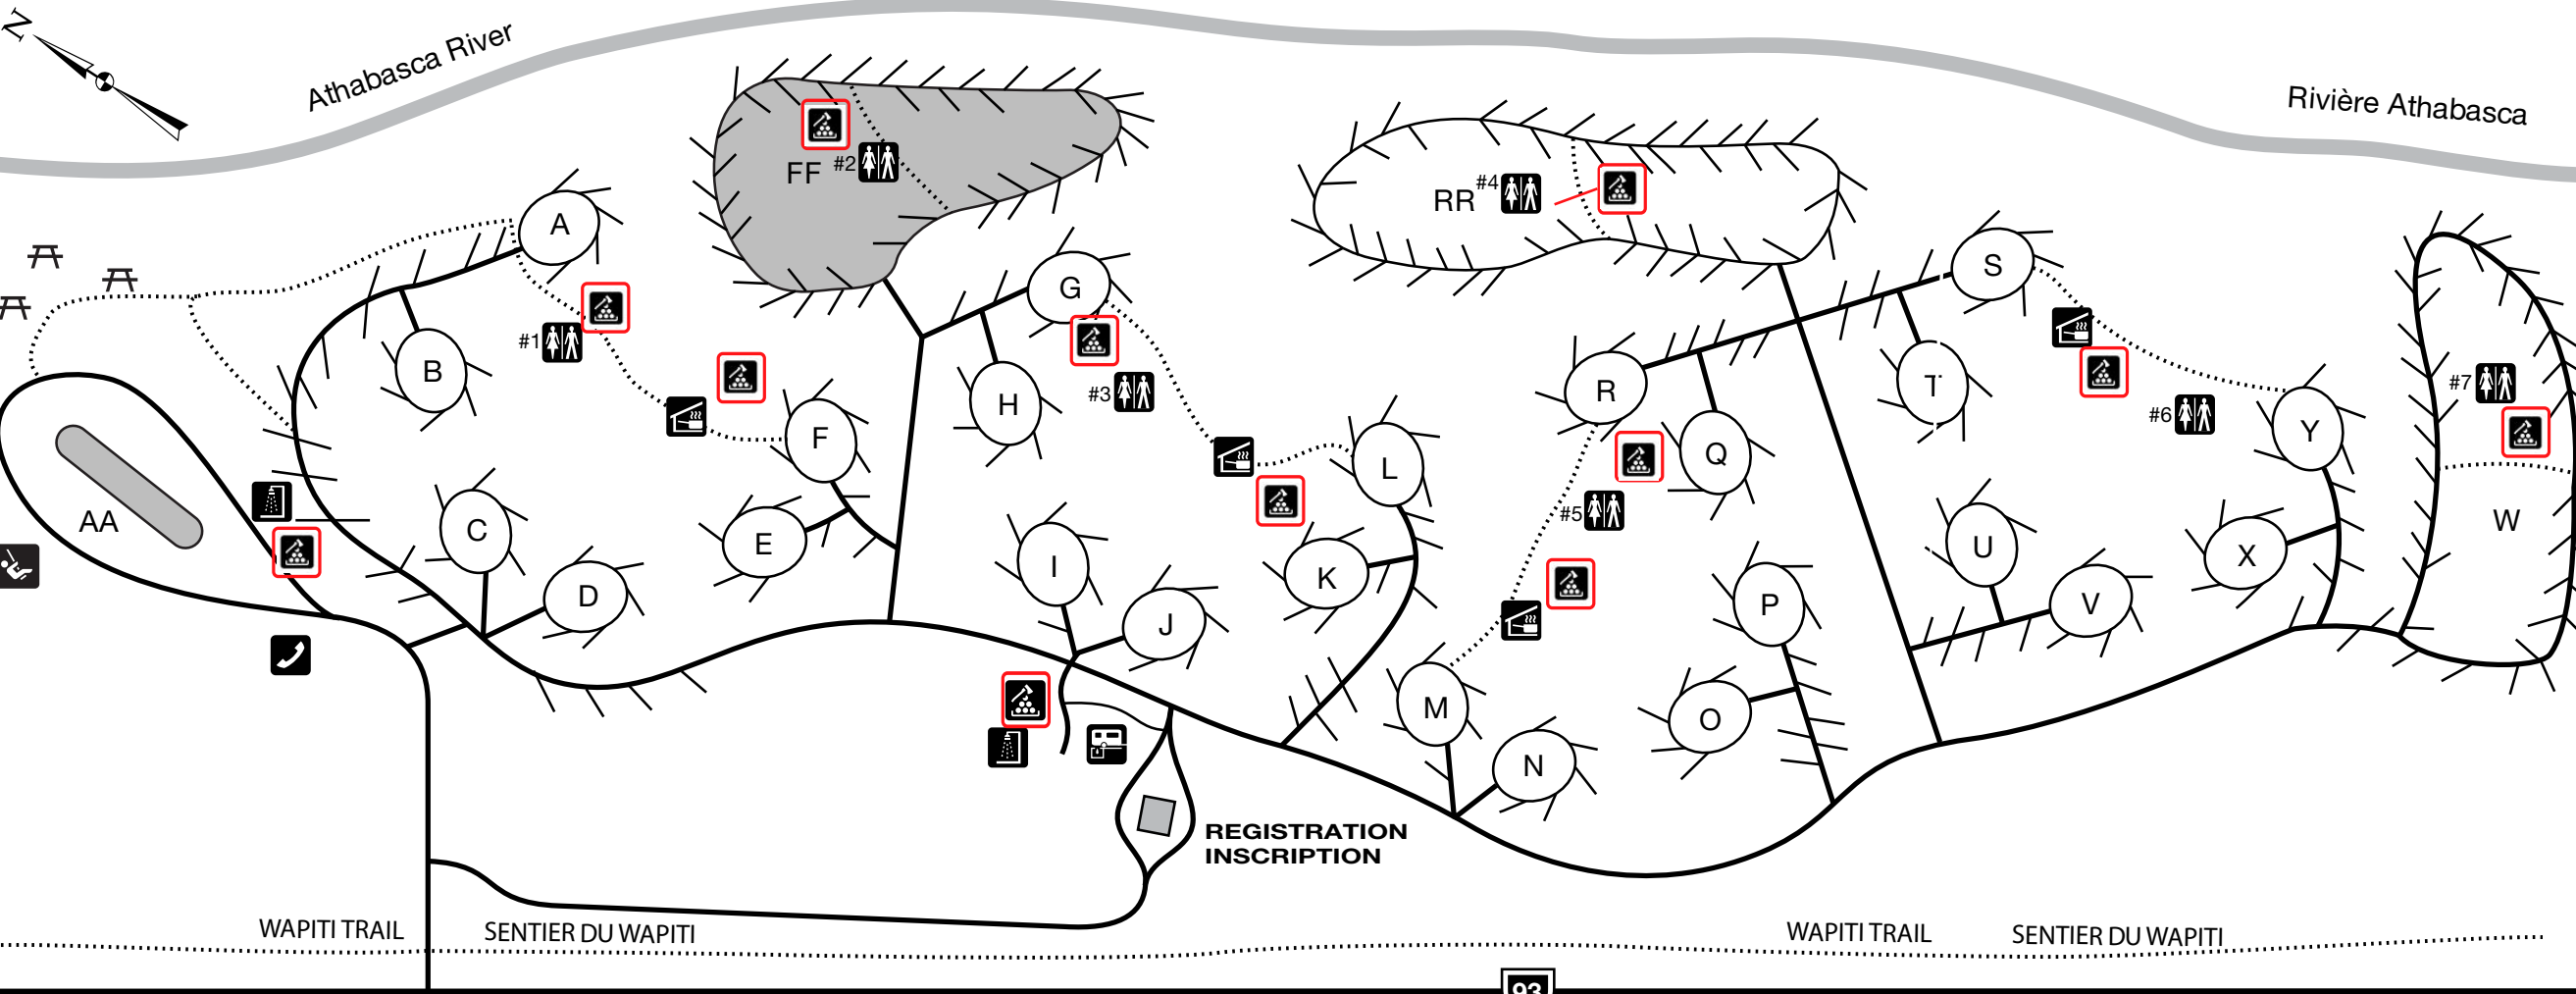 N
Athabasca River
Rivière Athabasca
FF
#2
RR
#4
A
S
G
B
#1
H
#3
F
R
T
Q
#6
Y
#7
L
AA
C
E
D
I
K
J
#5
P
U
V
X
W
M
O
N
REGISTRATION
INSCRIPTION
WAPITI TRAIL
SENTIER DU WAPITI
WAPITI TRAIL
SENTIER DU WAPITI
93